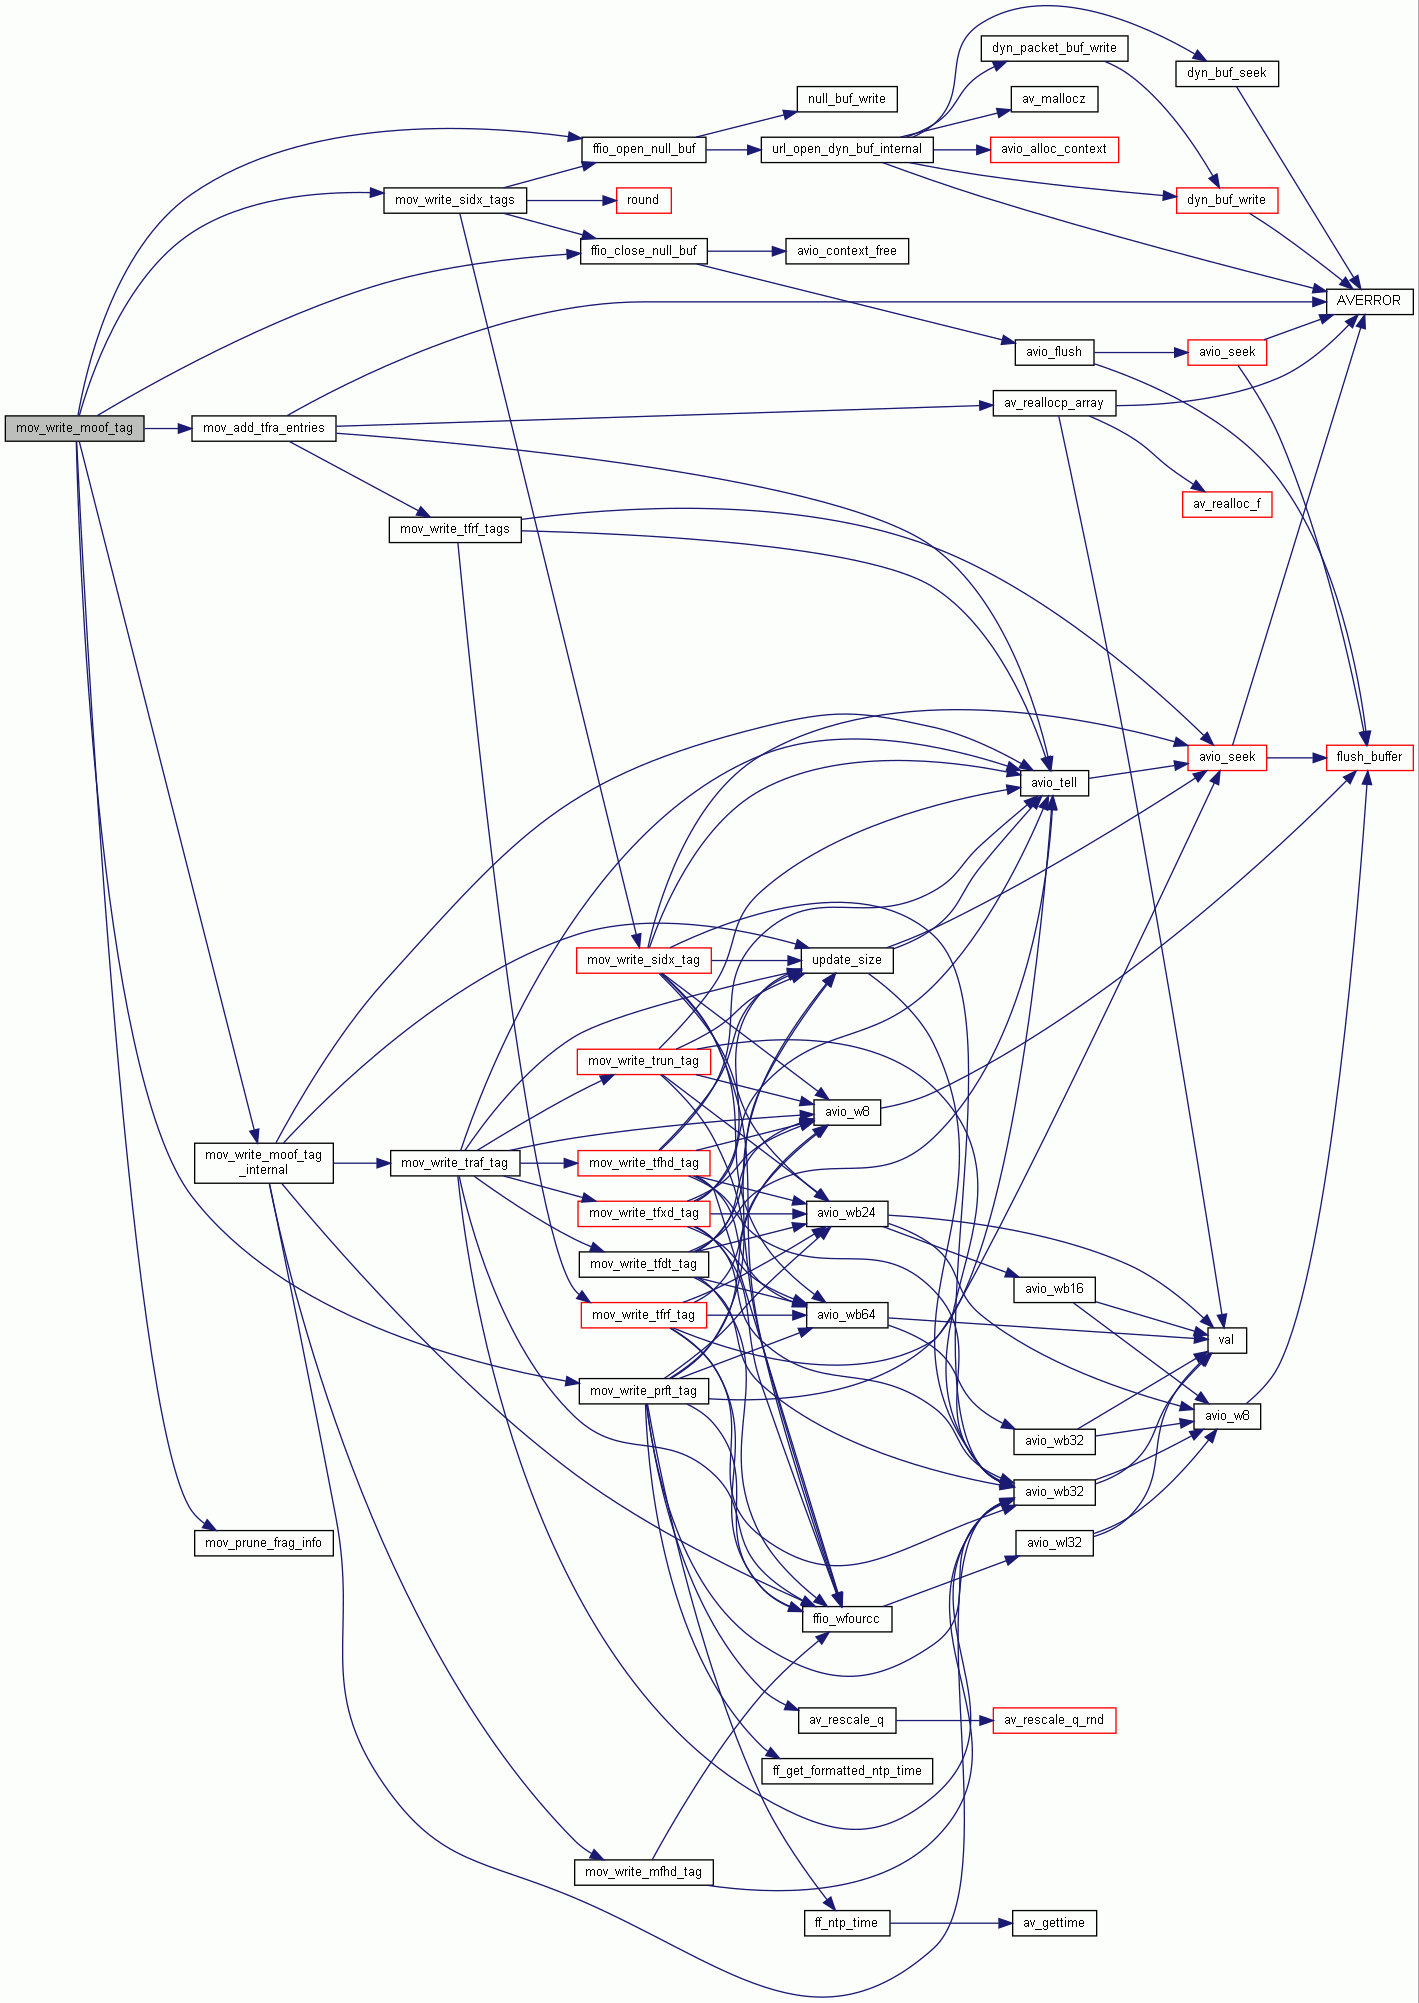 dyn_packet_buf_write
dyn_buf_seek
null_buf_write
av_mallocz
ffio_open_null_buf
url_open_dyn_buf_internal
avio_alloc_context
mov_write_sidx_tags
round
dyn_buf_write
ffio_close_null_buf
avio_context_free
AVERROR
avio_flush
avio_seek
av_reallocp_array
mov_write_moof_tag
mov_add_tfra_entries
av_realloc_f
mov_write_tfrf_tags
avio_seek
flush_buffer
avio_tell
mov_write_sidx_tag
update_size
mov_write_trun_tag
avio_w8
mov_write_moof_tag
_internal
mov_write_traf_tag
mov_write_tfhd_tag
mov_write_tfxd_tag
avio_wb24
mov_write_tfdt_tag
avio_wb16
mov_write_tfrf_tag
avio_wb64
val
mov_write_prft_tag
avio_w8
avio_wb32
avio_wb32
mov_prune_frag_info
avio_wl32
ffio_wfourcc
av_rescale_q
av_rescale_q_rnd
ff_get_formatted_ntp_time
mov_write_mfhd_tag
ff_ntp_time
av_gettime